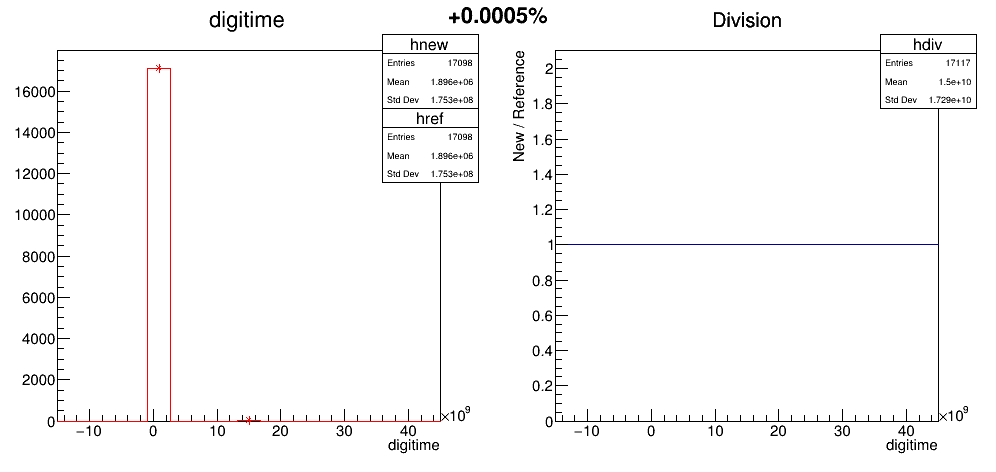 +0.0005%
digitime
hnew
Entries 17098
Mean 1.896e+06
Std Dev 1.753e+08
href
Entries 17098
Mean 1.896e+06
Std Dev 1.753e+08
16000
14000
12000
10000
8000
6000
4000
2000
0
−10 0 10 20 30 40
×10⁹
digitime
Division
hdiv
Entries 17117
Mean 1.5e+10
Std Dev 1.729e+10
New / Reference
2
1.8
1.6
1.4
1.2
1
0.8
0.6
0.4
0.2
0
−10 0 10 20 30 40
×10⁹
digitime